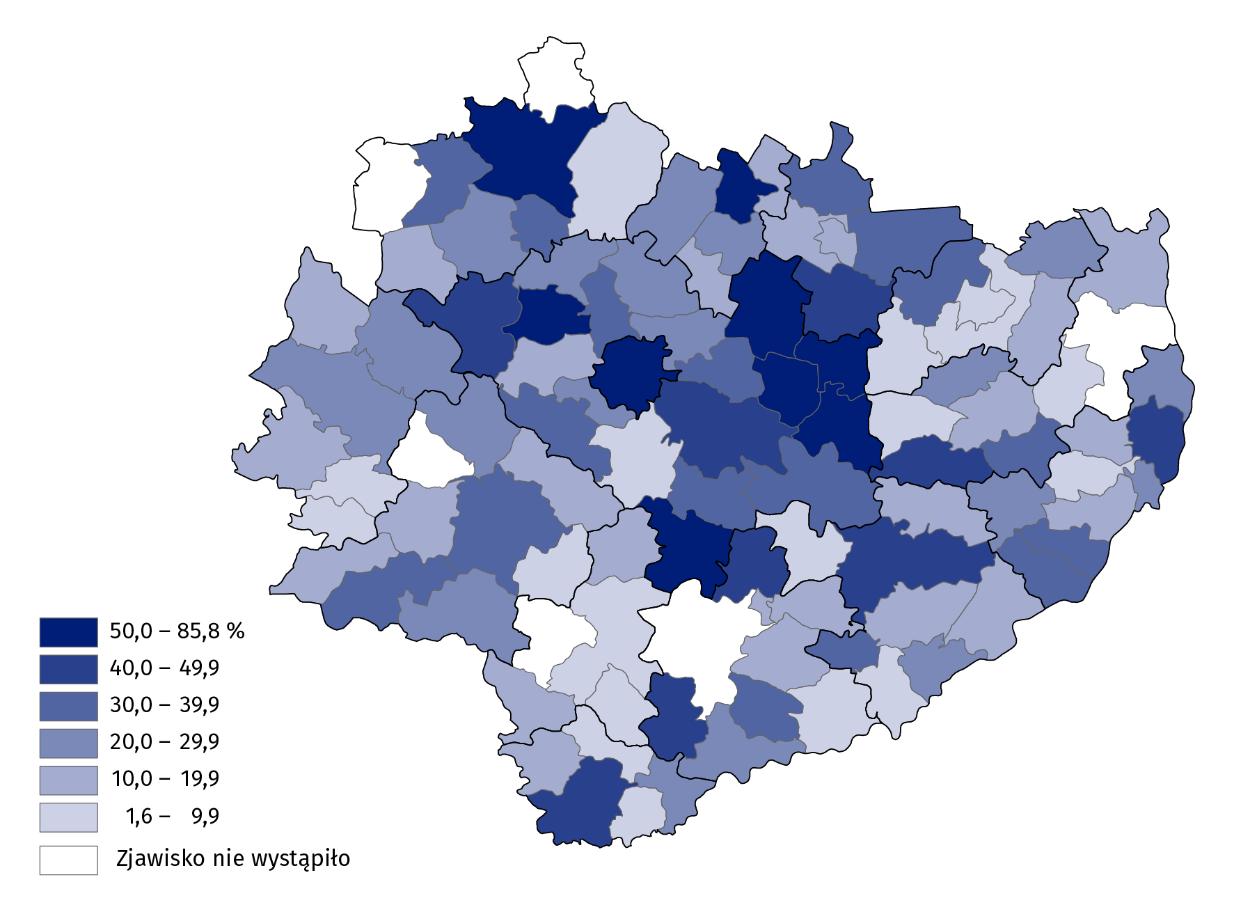 50,0 – 85,8 %
40,0 – 49,9
30,0 – 39,9
20,0 – 29,9
10,0 – 19,9
1,6 – 9,9
Zjawisko nie wystąpiło